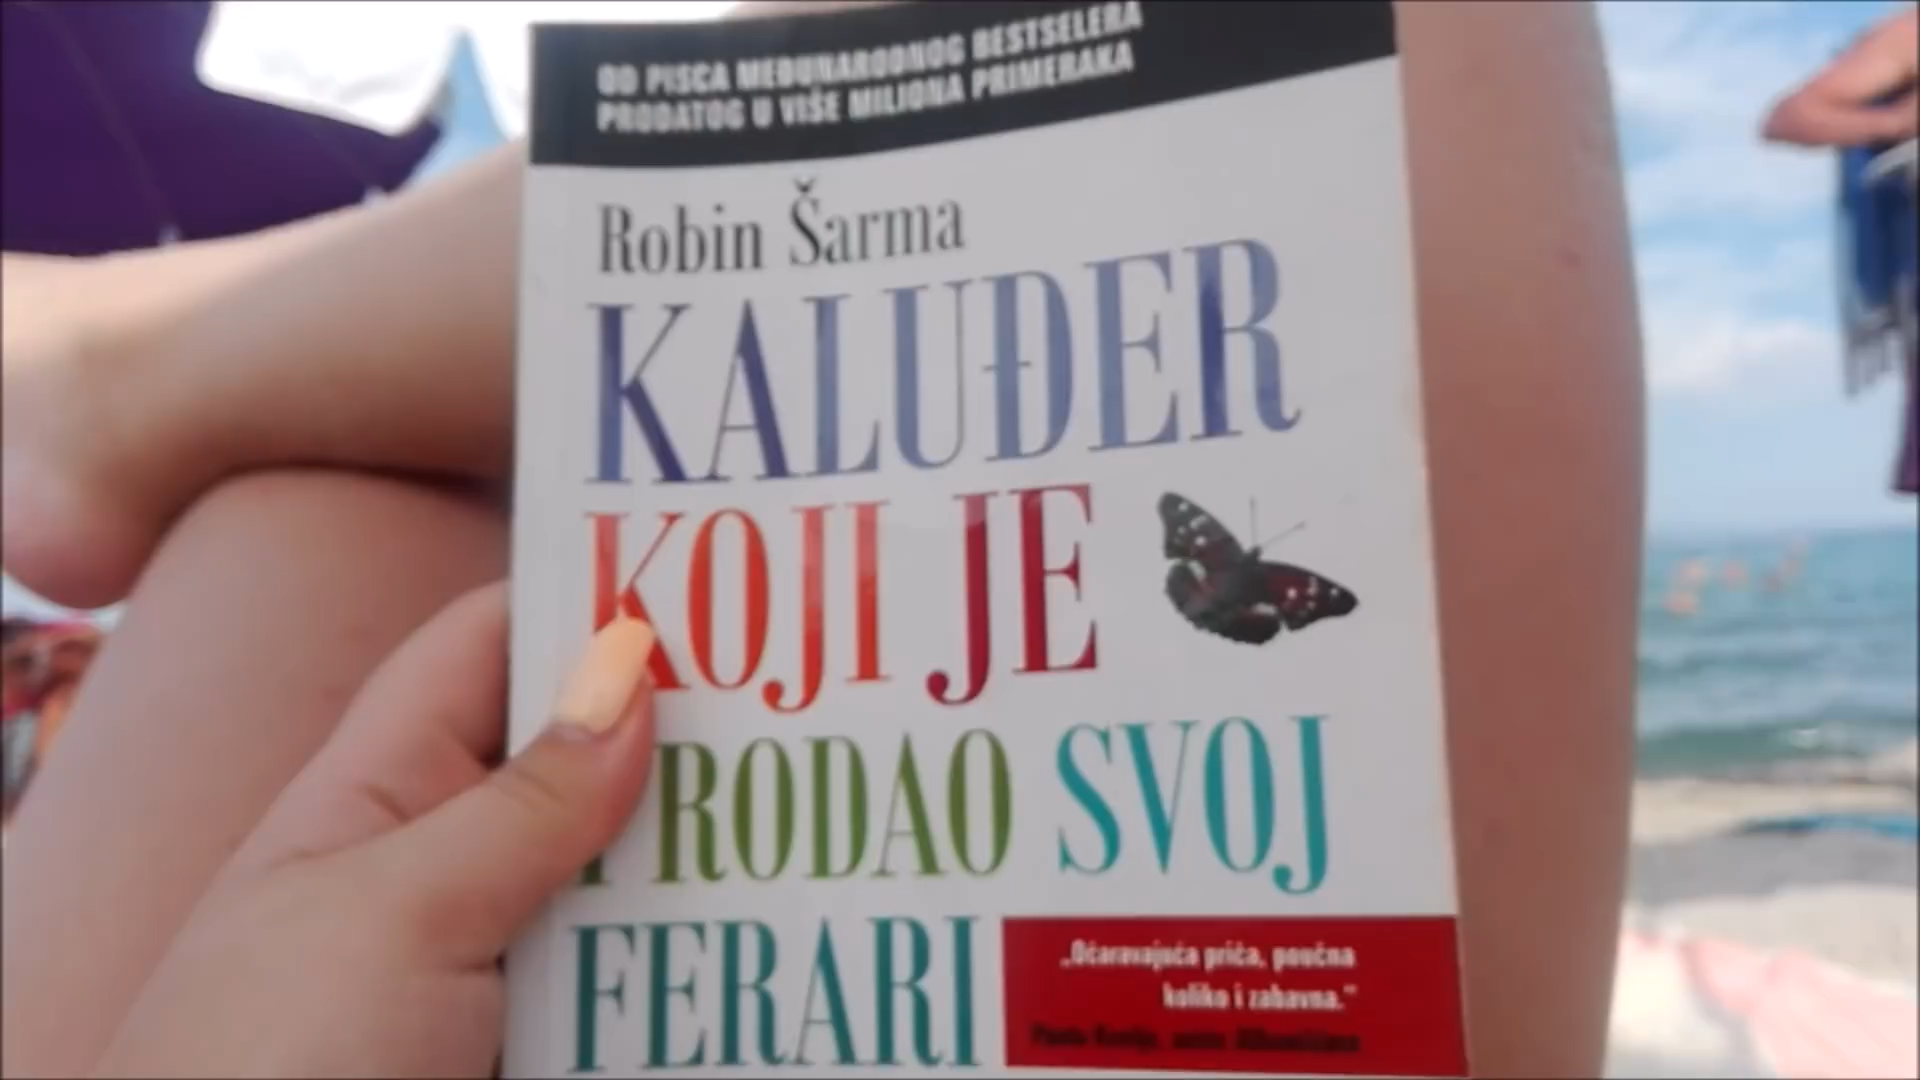 OD PISCA MEĐUNARODNOG BESTSELERA
PRODATOG U VIŠE MILIONA PRIMERAKA
Robin Šarma
KALUĐER
KOJI JE
PRODAO SVOJ
FERARI
„Očaravajuća priča, poučna
koliko i zabavna.“